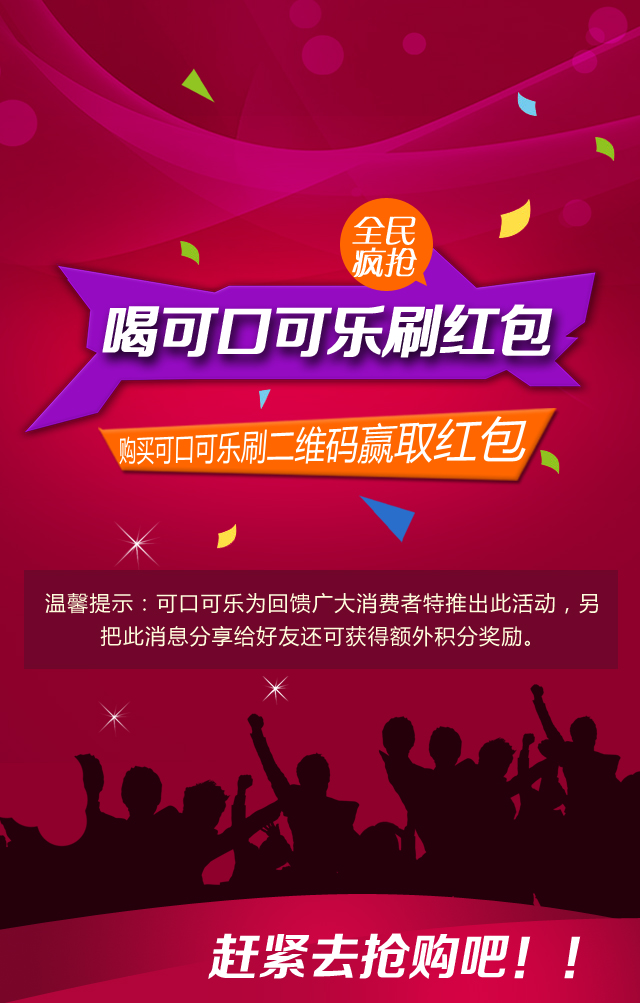 全民
疯抢
喝可口可乐刷红包
购买可口可乐刷二维码赢取红包
温馨提示：可口可乐为回馈广大消费者特推出此活动，另
把此消息分享给好友还可获得额外积分奖励。
赶紧去抢购吧！！